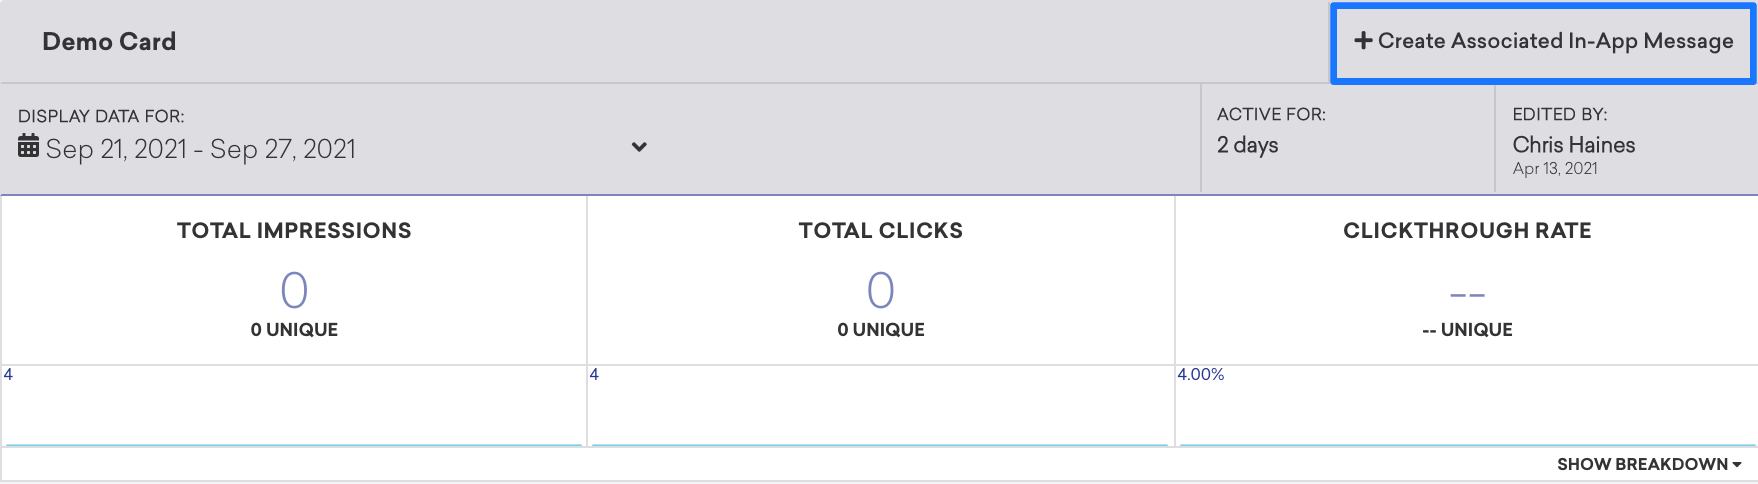 Demo Card
+ Create Associated In-App Message
DISPLAY DATA FOR:
Sep 21, 2021 - Sep 27, 2021
ACTIVE FOR:
2 days
EDITED BY:
Chris Haines
Apr 13, 2021
TOTAL IMPRESSIONS
0
0 UNIQUE
4
TOTAL CLICKS
0
0 UNIQUE
4
CLICKTHROUGH RATE
--
-- UNIQUE
4.00%
SHOW BREAKDOWN